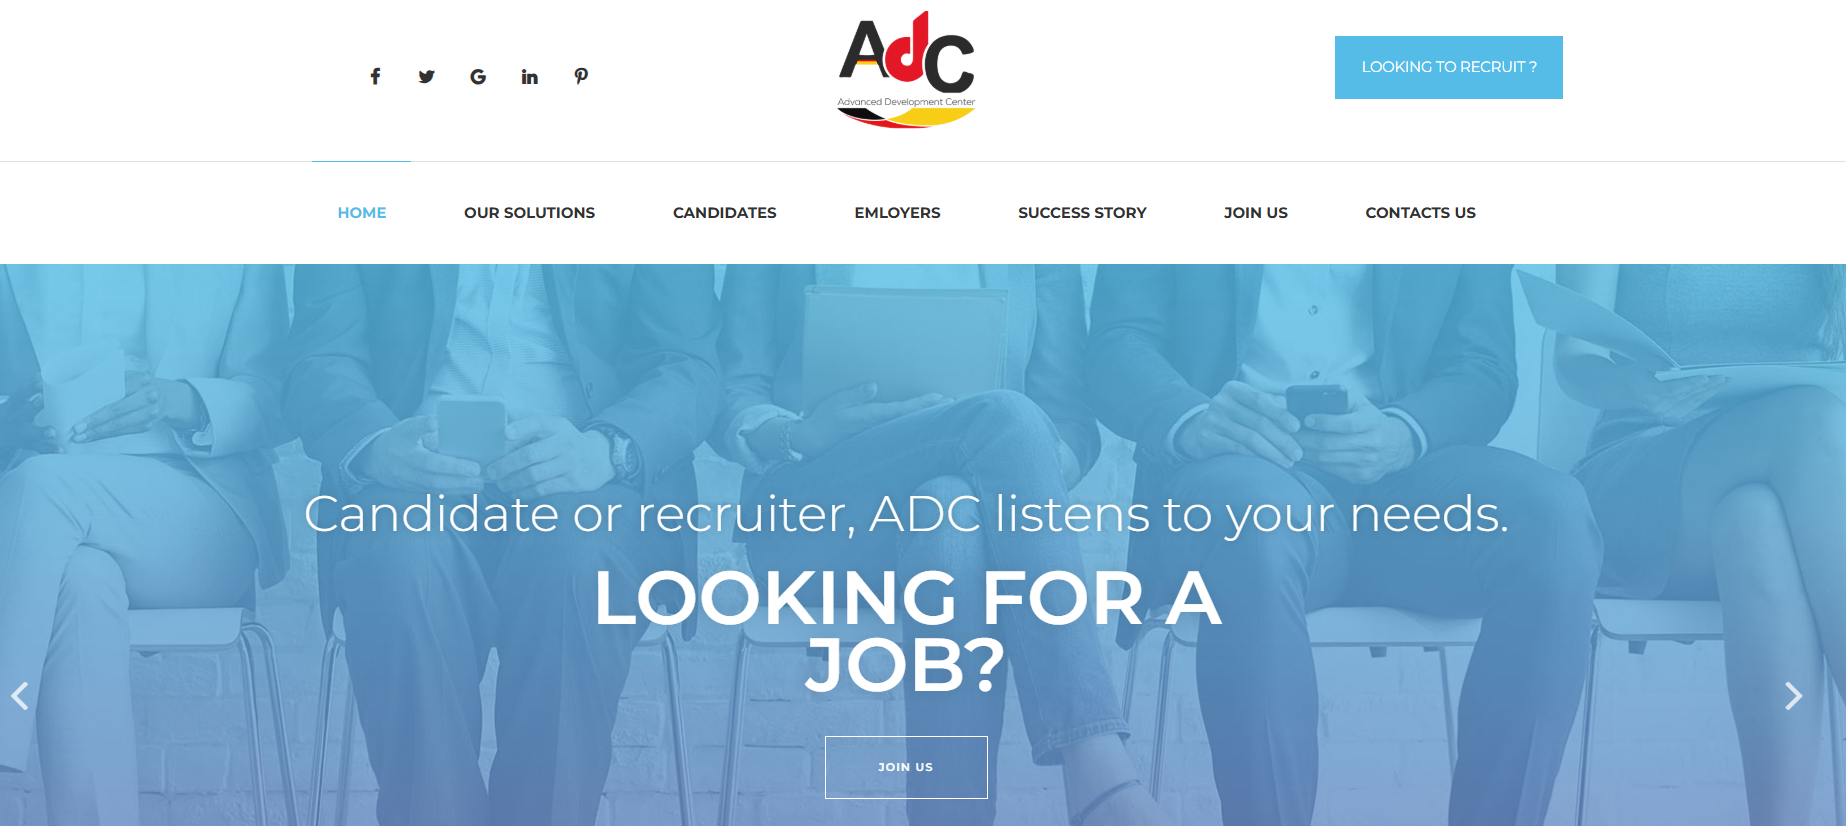 AdC
Advanced Development Center
LOOKING TO RECRUIT ?
HOME
OUR SOLUTIONS
CANDIDATES
EMLOYERS
SUCCESS STORY
JOIN US
CONTACTS US
Candidate or recruiter, ADC listens to your needs.
LOOKING FOR A
JOB?
JOIN US